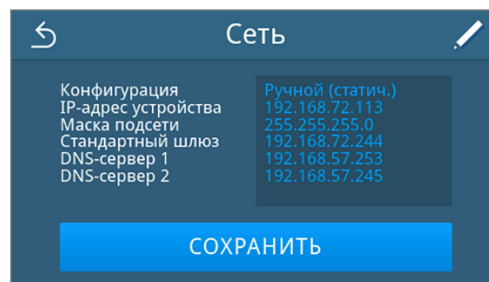 Сеть
Конфигурация Ручной (статич.)
IP-адрес устройства 192.168.72.113
Маска подсети 255.255.255.0
Стандартный шлюз 192.168.72.244
DNS-сервер 1 192.168.57.253
DNS-сервер 2 192.168.57.245
СОХРАНИТЬ